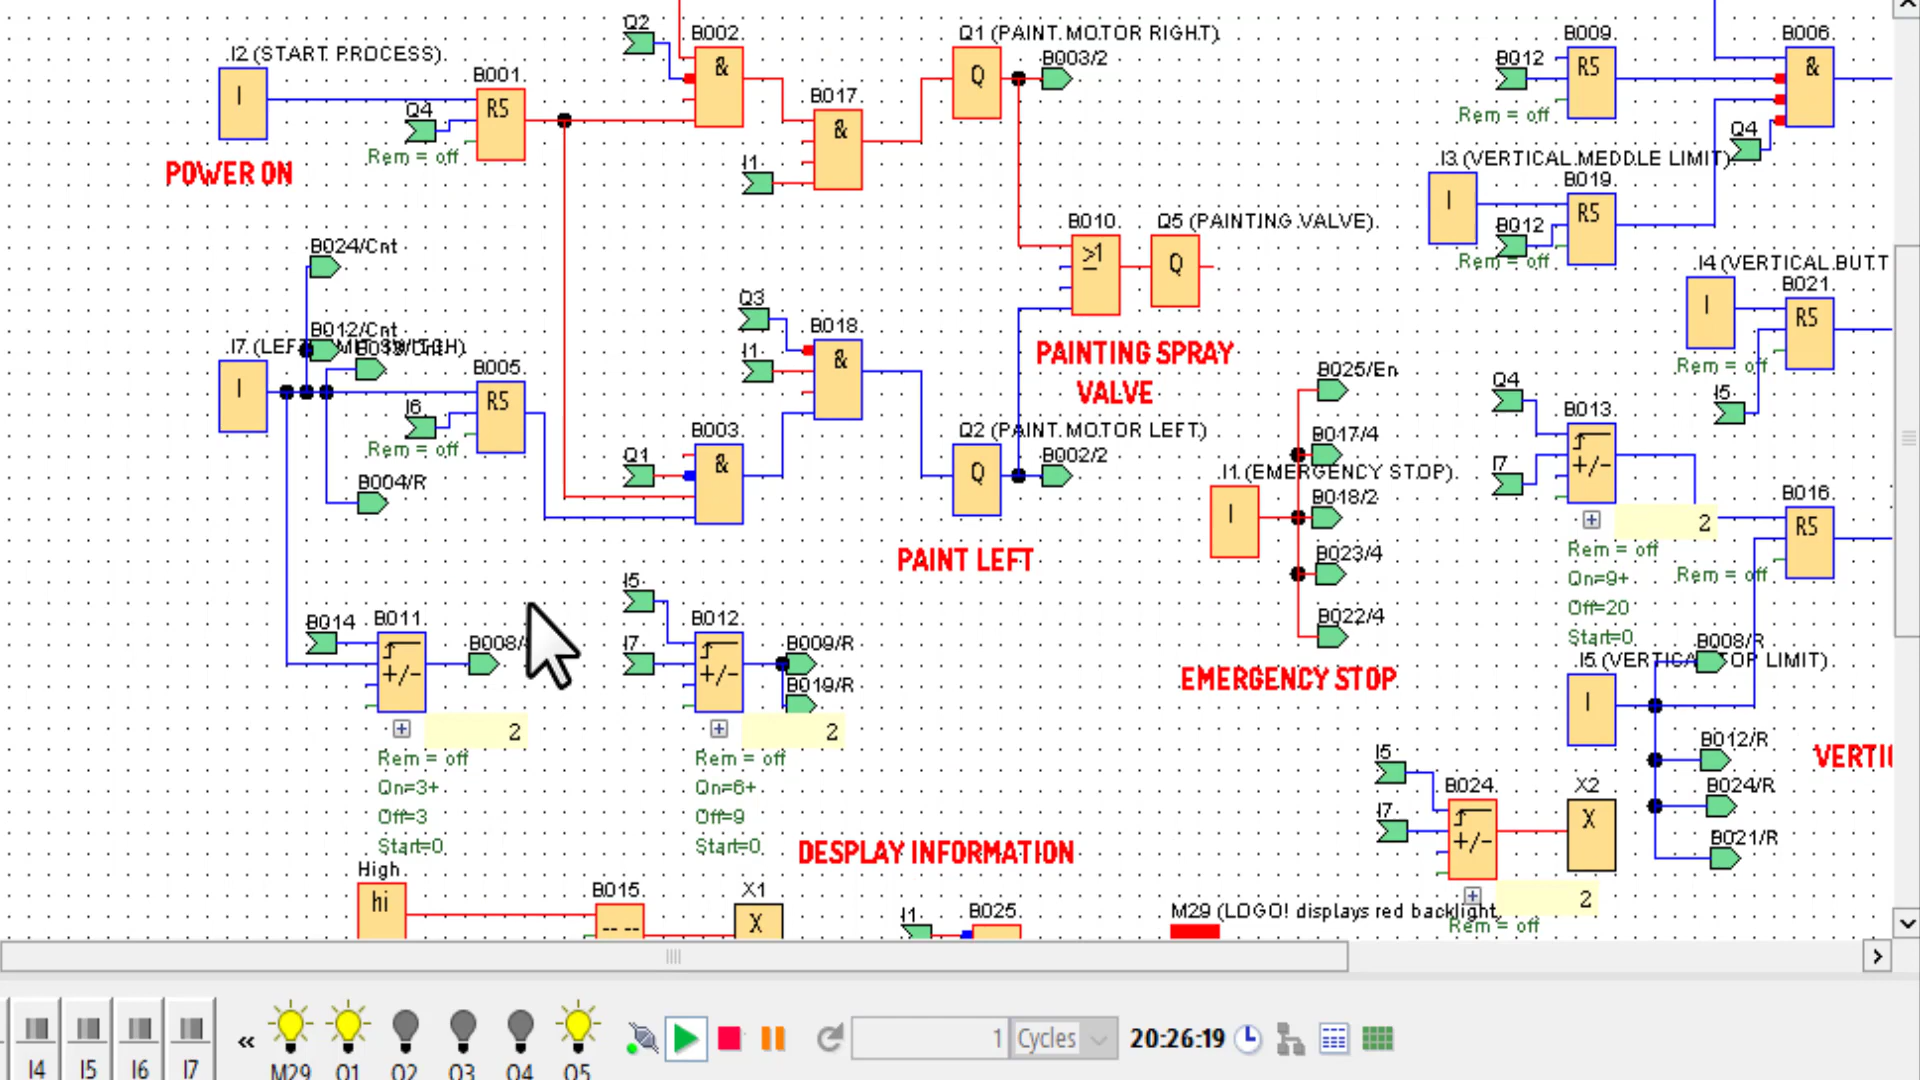 Q2
B002
Q1 (PAINT.MOTOR RIGHT)
B003/2
B009
B006
.I2 (START.PROCESS).
I
B001
Q4
RS
Rem = off
POWER ON
&
B017
&
I1.
Q
B012
RS
Rem = off
&
Q4
.I3 (VERTICAL.MEDDLE LIMIT)
B019
I
RS
B012
Rem = off
B024/Cnt
B012/Cnt
B010.
Q5 (PAINTING.VALVE).
>1
Q
PAINTING SPRAY
VALVE
.I4 (VERTICAL.BUTT
B021.
I
RS
Rem = off
I5.
I
B005
I6.
RS
Rem = off
B004/R
Q3
I1.
B018.
&
B003.
Q1
&
Q2 (PAINT.MOTOR LEFT.)
B002/2
Q
PAINT LEFT
B025/En
B017/4
.I1.(EMERGENCY STOP).
B018/2
I
B023/4
B022/4
EMERGENCY STOP
Q4
I7
B013.
+/-
2
Rem = off
On=9+
Off=20
Start=0.
B016.
RS
Rem = off
B014
B011.
+/-
2
Rem = off
On=3+
Off=3
Start=0.
I5.
I7.
B012.
+/-
B009/R
B019/R
2
Rem = off
On=6+
Off=9
Start=0.
B008/R
I
B012/R
B024/R
B021/R
I5
I7.
B024.
+/-
X2
X
2
Rem = off
DESPLAY INFORMATION
High.
hi
B015.
X1
X
I1.
B025.
M29 (LOGO! displays red backlight
I4
I5
I6
I7
«
M29
Q1
Q2
Q3
Q4
Q5
1
Cycles
20:26:19